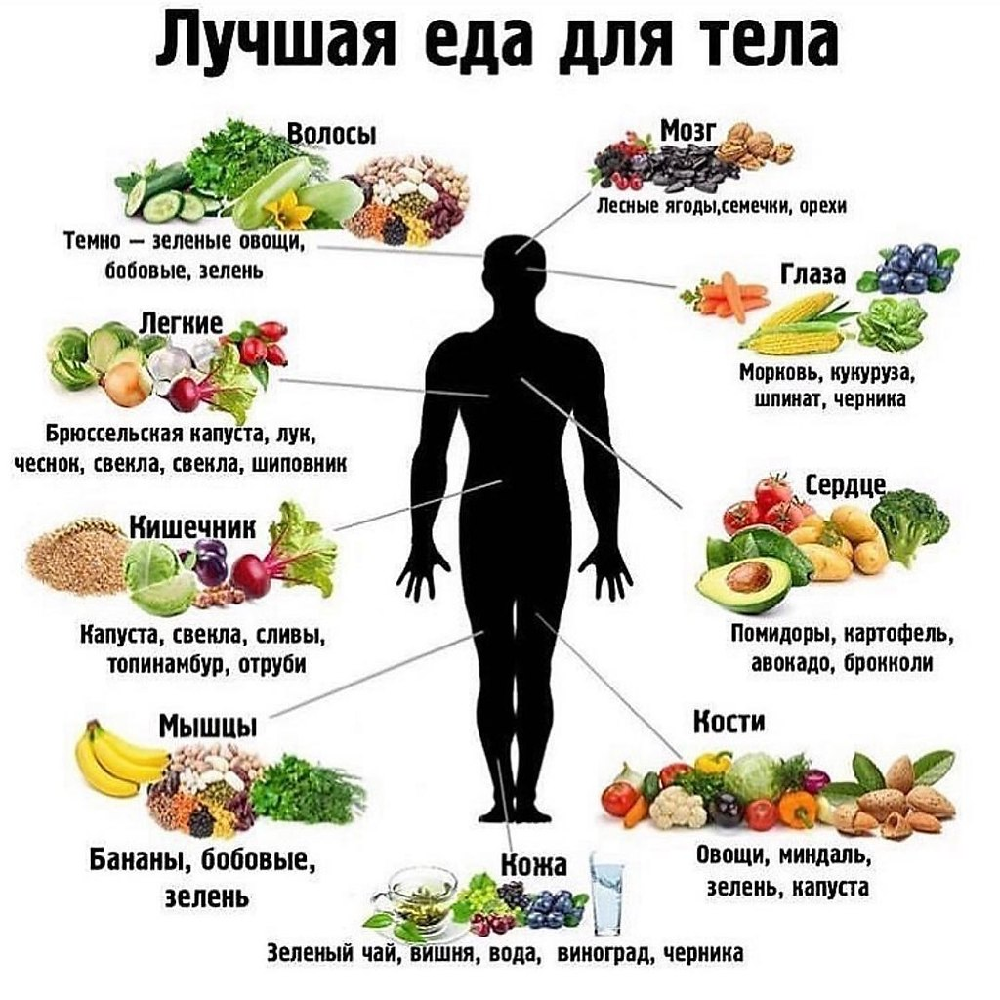 Лучшая еда для тела
Волосы
Темно – зеленые овощи,
бобовые, зелень
Мозг
Лесные ягоды,семечки, орехи
Глаза
Морковь, кукуруза,
шпинат, черника
Легкие
Брюссельская капуста, лук,
чеснок, свекла, свекла, шиповник
Сердце
Помидоры, картофель,
авокадо, брокколи
Кишечник
Капуста, свекла, сливы,
топинамбур, отруби
Мышцы
Бананы, бобовые,
зелень
Кости
Овощи, миндаль,
зелень, капуста
Кожа
Зеленый чай, вишня, вода, виноград, черника